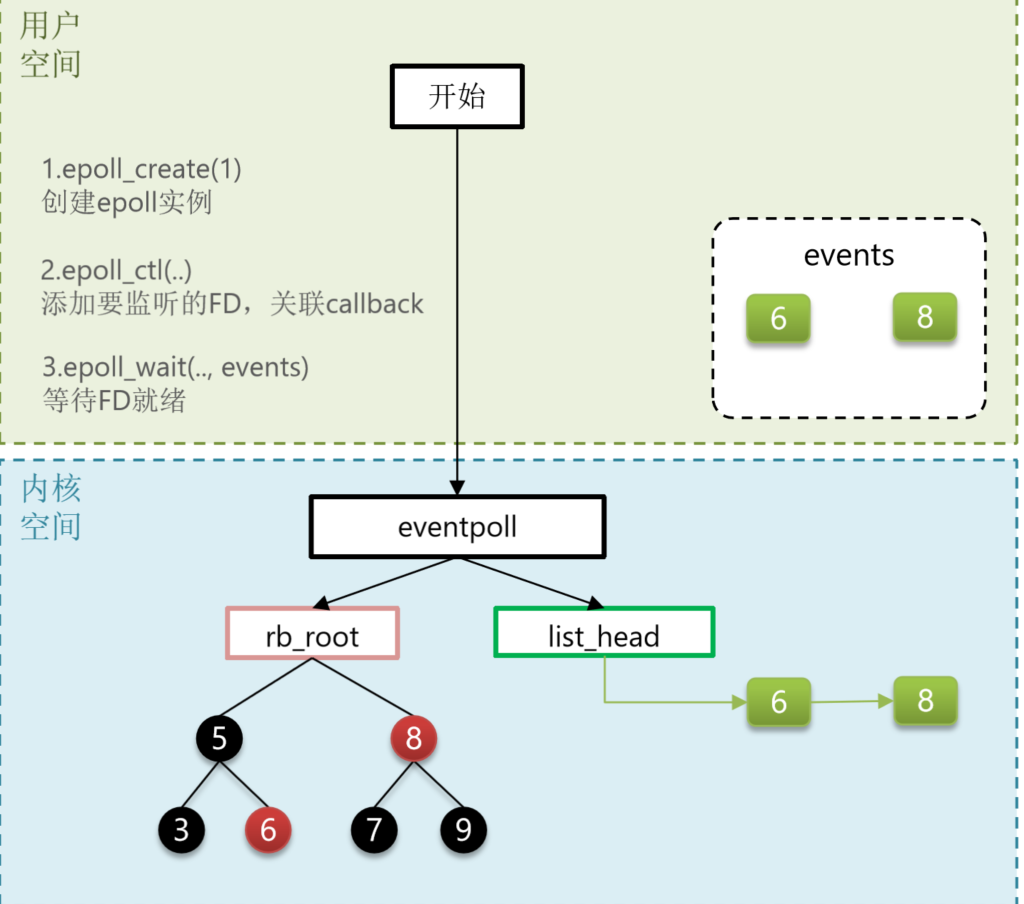 用户
空间
开始
1.epoll_create(1)
创建epoll实例
2.epoll_ctl(..)
添加要监听的FD，关联callback
3.epoll_wait(.., events)
等待FD就绪
events
6
8
内核
空间
eventpoll
rb_root
list_head
6
8
5
8
3
6
7
9